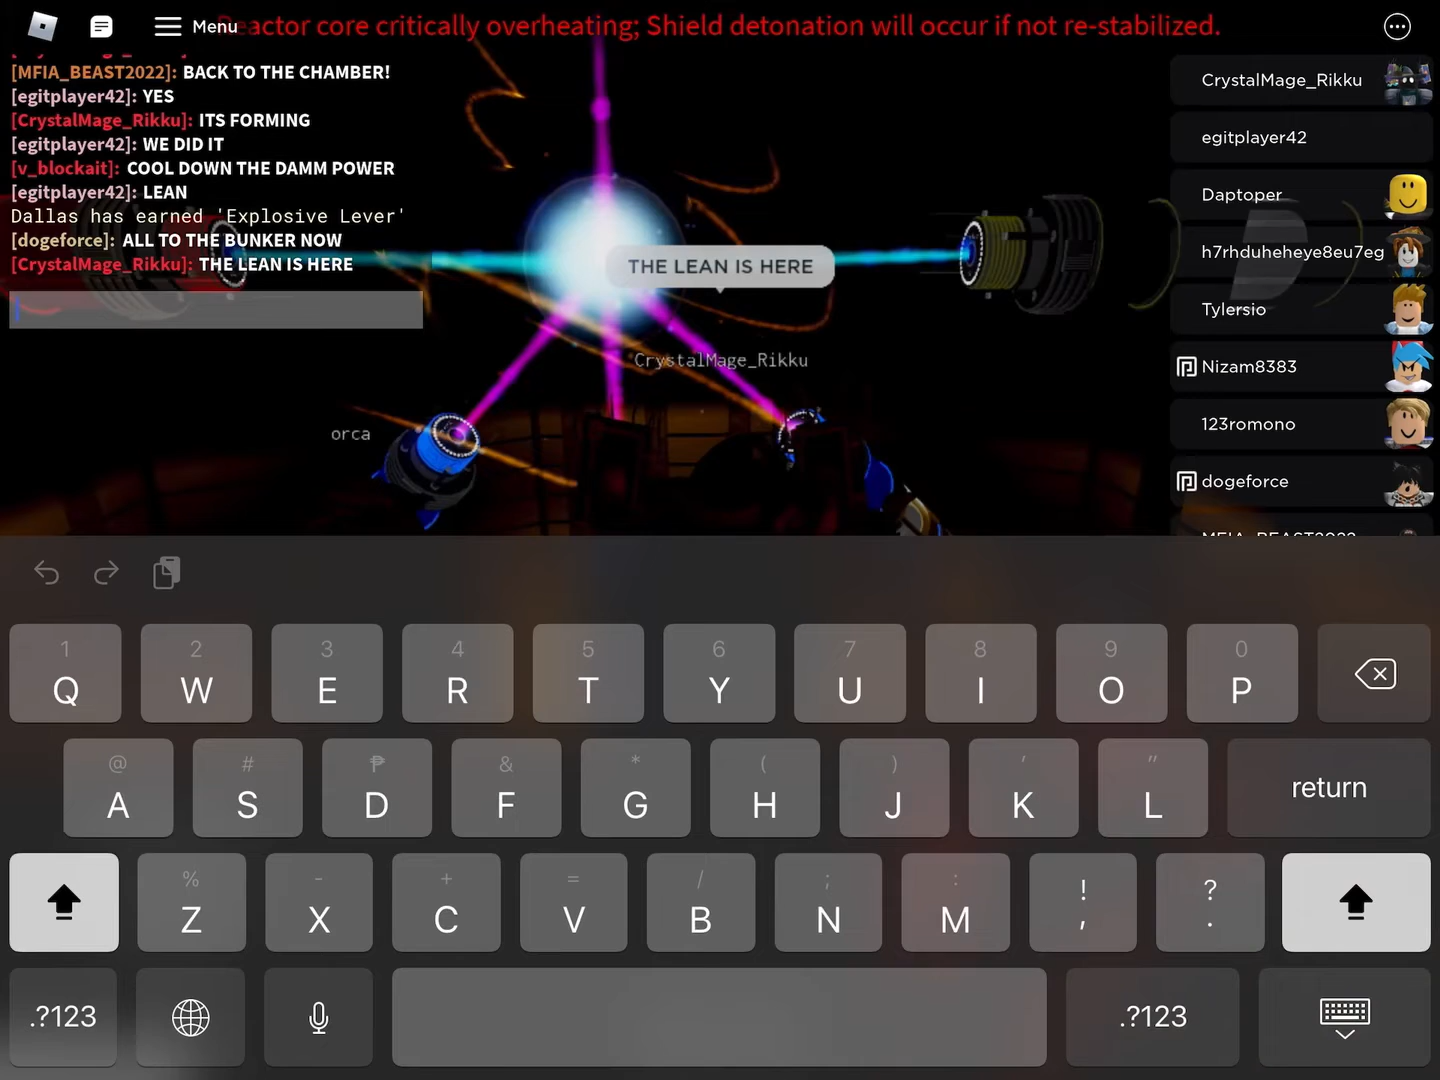 Menu
eactor core critically overheating; Shield detonation will occur if not re-stabilized.
[MFIA_BEAST2022]: BACK TO THE CHAMBER!
[egitplayer42]: YES
[CrystalMage_Rikku]: ITS FORMING
[egitplayer42]: WE DID IT
[v_blockait]: COOL DOWN THE DAMM POWER
[egitplayer42]: LEAN
Dallas has earned 'Explosive Lever'
[dogeforce]: ALL TO THE BUNKER NOW
[CrystalMage_Rikku]: THE LEAN IS HERE
THE LEAN IS HERE
CrystalMage_Rikku
orca
CrystalMage_Rikku
egitplayer42
Daptoper
h7rhduheheye8eu7eg
Tylersio
Nizam8383
123romono
dogeforce
MFIA_BEAST2022
1 2 3 4 5 6 7 8 9 0
Q W E R T Y U I O P
@ # ₱ & * ( ) ' "
A S D F G H J K L return
% - + = / ; : ! ?
Z X C V B N M , .
.?123 .?123